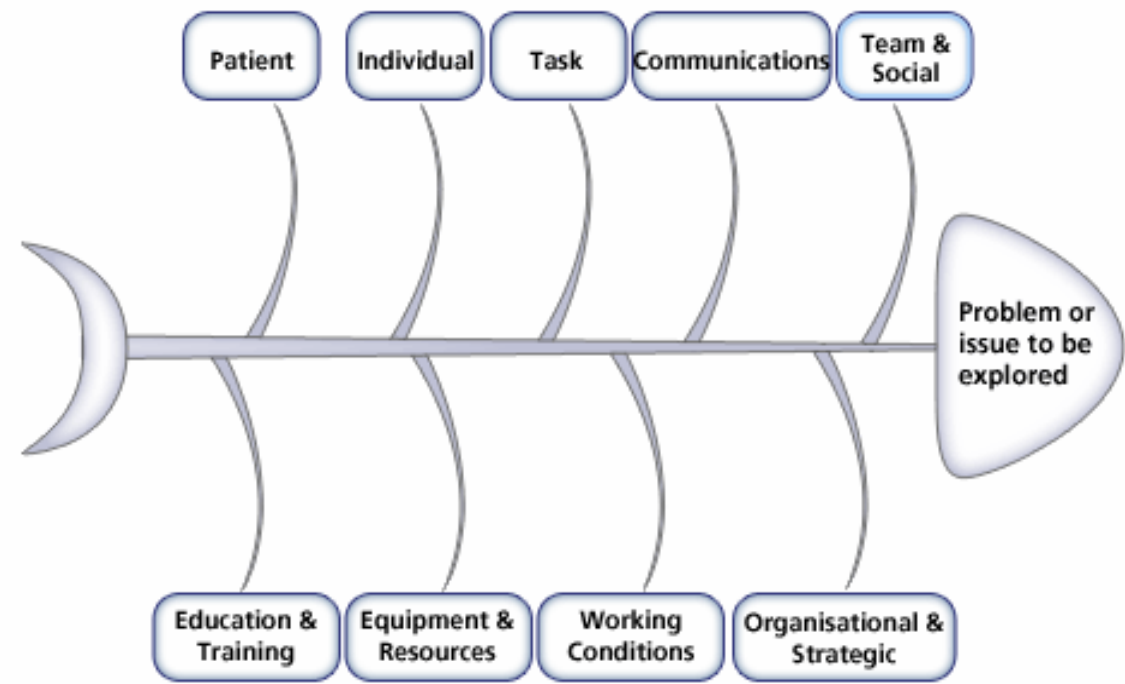 Patient
Individual
Task
Communications
Team &
Social
Problem or
issue to be
explored
Education &
Training
Equipment &
Resources
Working
Conditions
Organisational &
Strategic